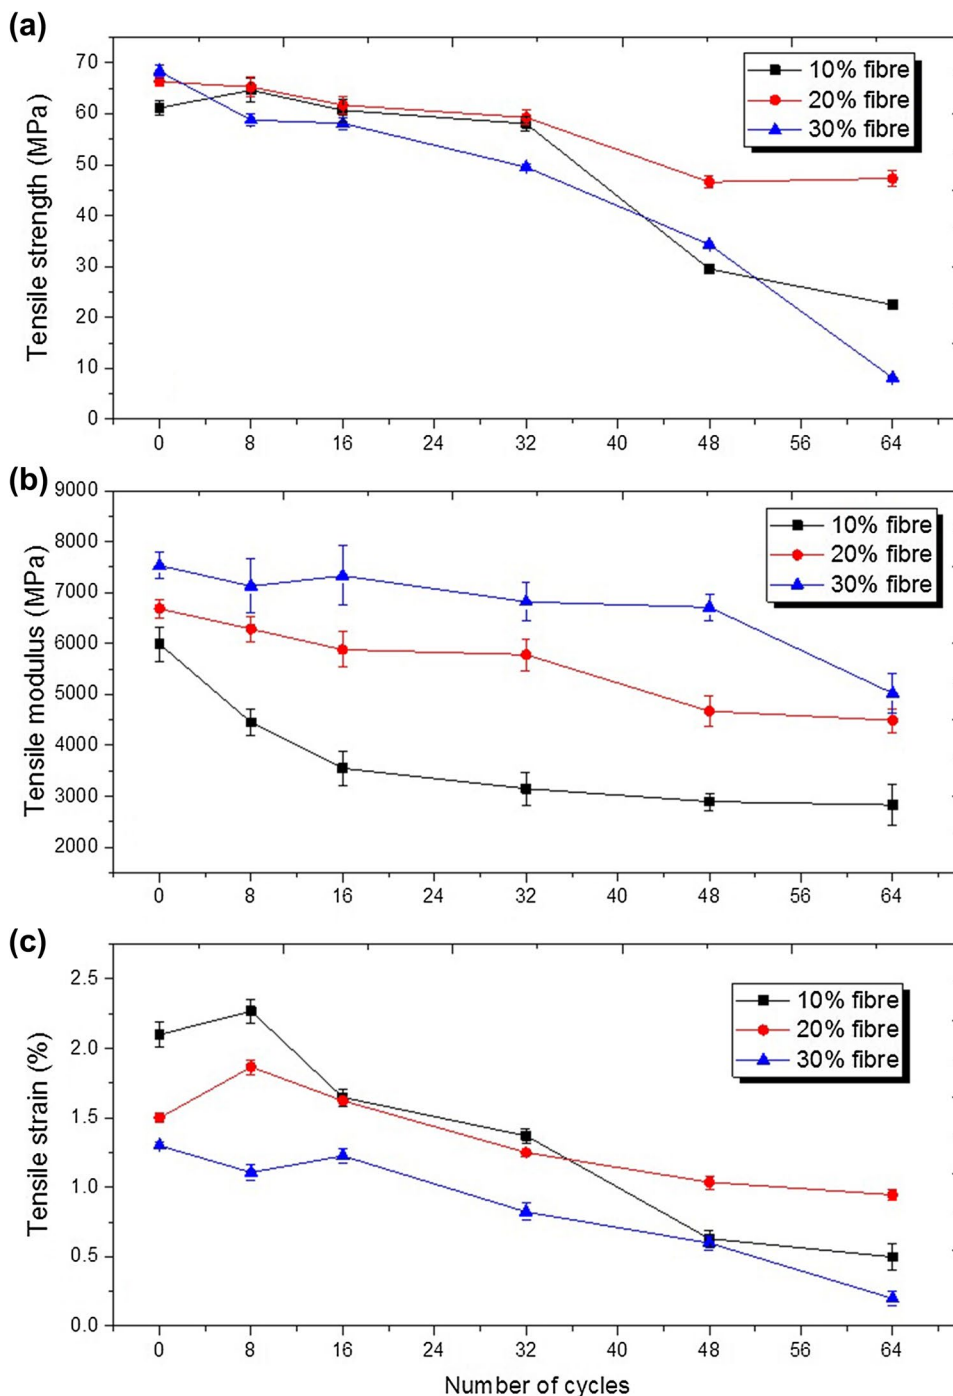 (a)
Tensile strength (MPa)
70
60
50
40
30
20
10
0
10% fibre
20% fibre
30% fibre
0 8 16 24 32 40 48 56 64
(b)
Tensile modulus (MPa)
9000
8000
7000
6000
5000
4000
3000
2000
10% fibre
20% fibre
30% fibre
0 8 16 24 32 40 48 56 64
(c)
Tensile strain (%)
2.5
2.0
1.5
1.0
0.5
0.0
10% fibre
20% fibre
30% fibre
0 8 16 24 32 40 48 56 64
Number of cycles